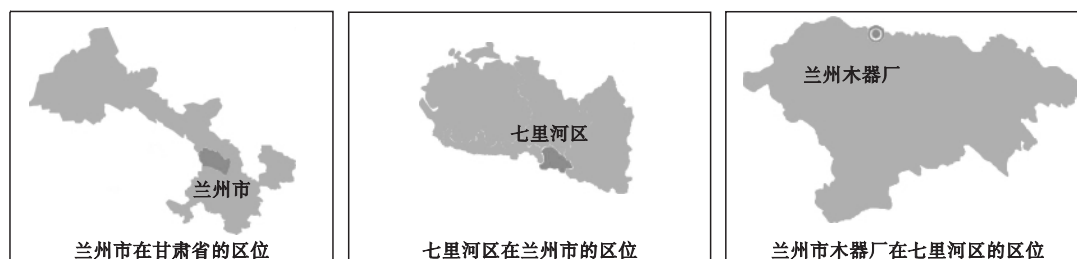 兰州市
兰州市在甘肃省的区位
七里河区
七里河区在兰州市的区位
兰州木器厂
兰州市木器厂在七里河区的区位